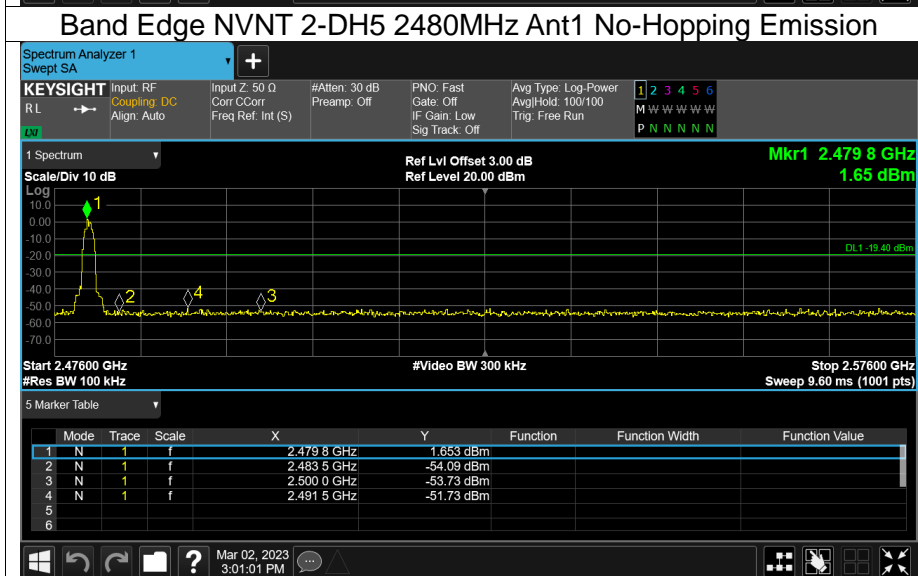 Band Edge NVNT 2-DH5 2480MHz Ant1 No-Hopping Emission
Spectrum Analyzer 1
Swept SA
+
KEYSIGHT Input: RF Input Z: 50 Ω #Atten: 30 dB PNO: Fast Avg Type: Log-Power 1 2 3 4 5 6
RL Coupling: DC Corr CCorr Preamp: Off Gate: Off Avg|Hold: 100/100 M W W W W W
Align: Auto Freq Ref: Int (S) IF Gain: Low Trig: Free Run
LXI Sig Track: Off P N N N N N
1 Spectrum Ref Lvl Offset 3.00 dB Mkr1 2.479 8 GHz
Scale/Div 10 dB Ref Level 20.00 dBm 1.65 dBm
Log
10.0
1
0.00
-10.0
DL1 -19.40 dBm
-20.0
-30.0
-40.0
2 4 3
-50.0
-60.0
-70.0
Start 2.47600 GHz #Video BW 300 kHz Stop 2.57600 GHz
#Res BW 100 kHz Sweep 9.60 ms (1001 pts)
5 Marker Table
Mode Trace Scale X Y Function Function Width Function Value
1 N 1 f 2.479 8 GHz 1.653 dBm
2 N 1 f 2.483 5 GHz -54.09 dBm
3 N 1 f 2.500 0 GHz -53.73 dBm
4 N 1 f 2.491 5 GHz -51.73 dBm
5
6
? Mar 02, 2023
3:01:01 PM